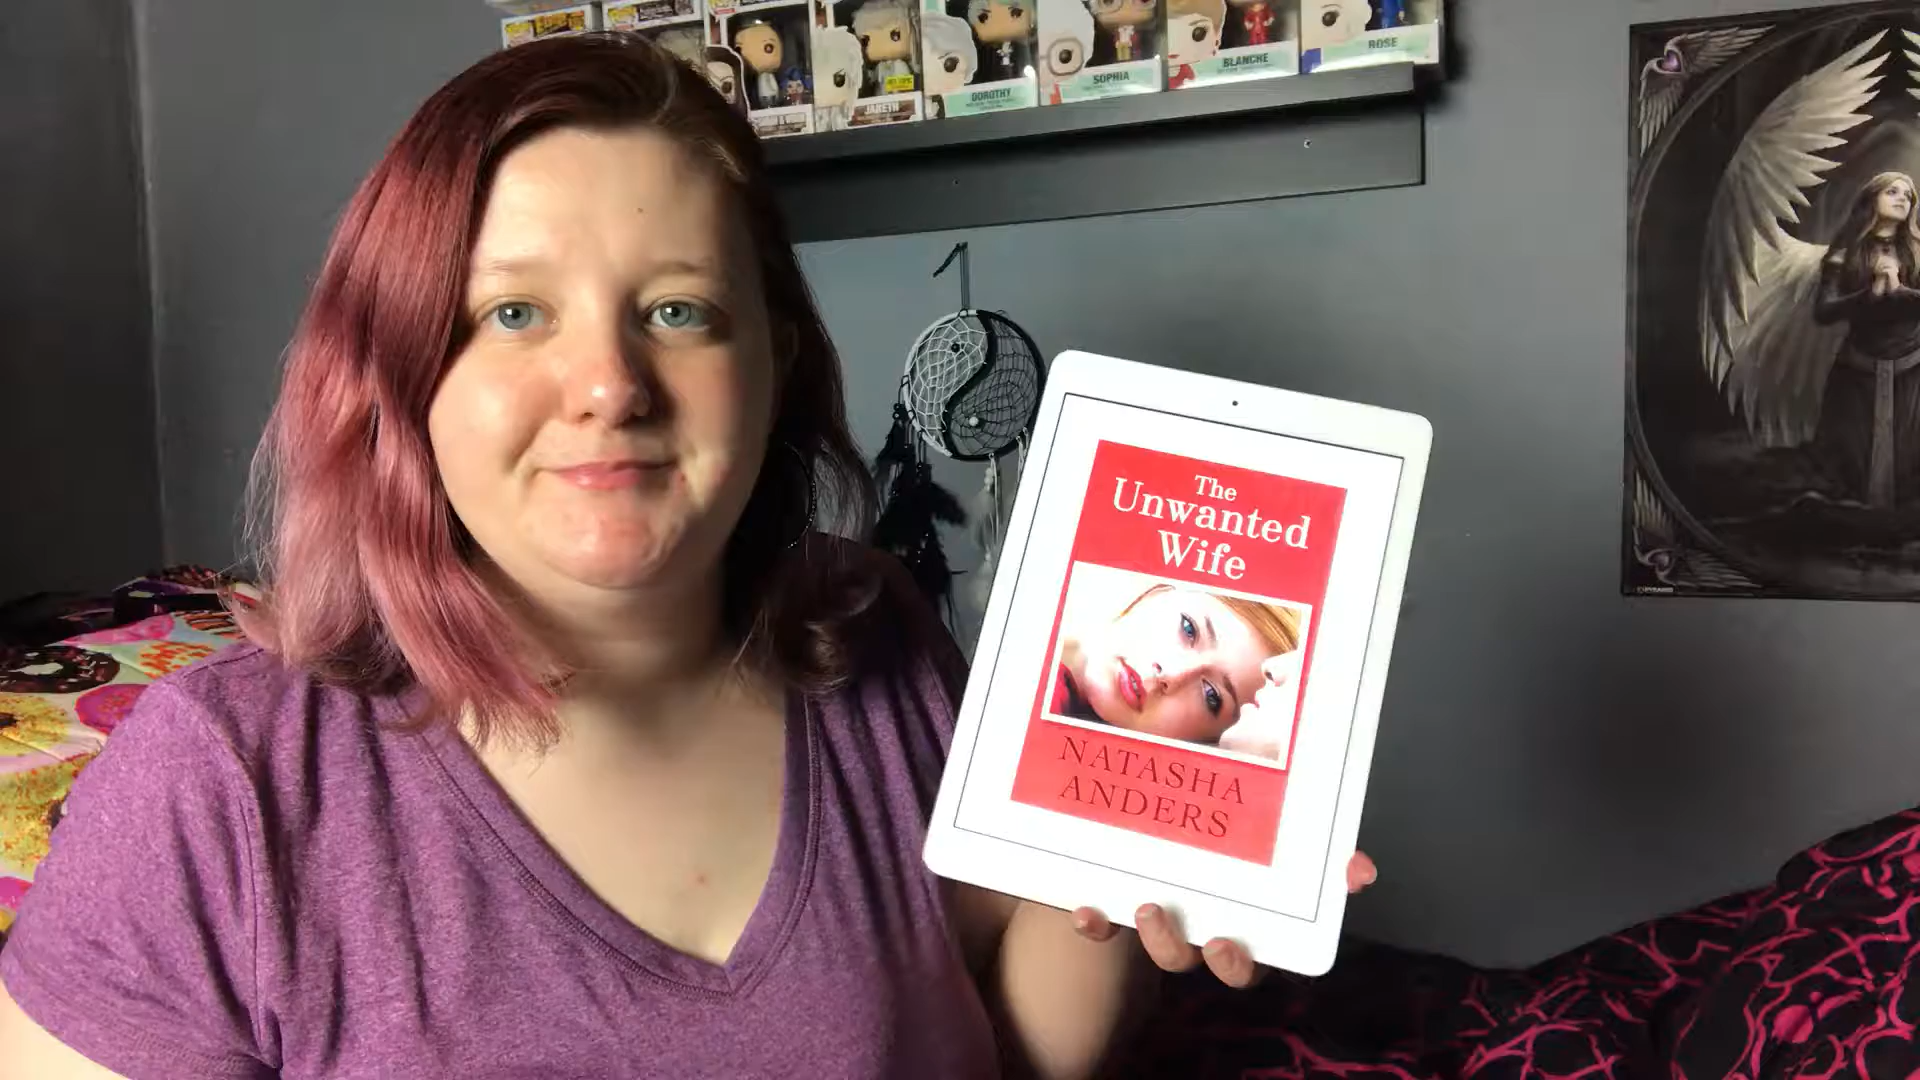 JARETH
DOROTHY
SOPHIA
BLANCHE
ROSE
The
Unwanted
Wife
NATASHA
ANDERS